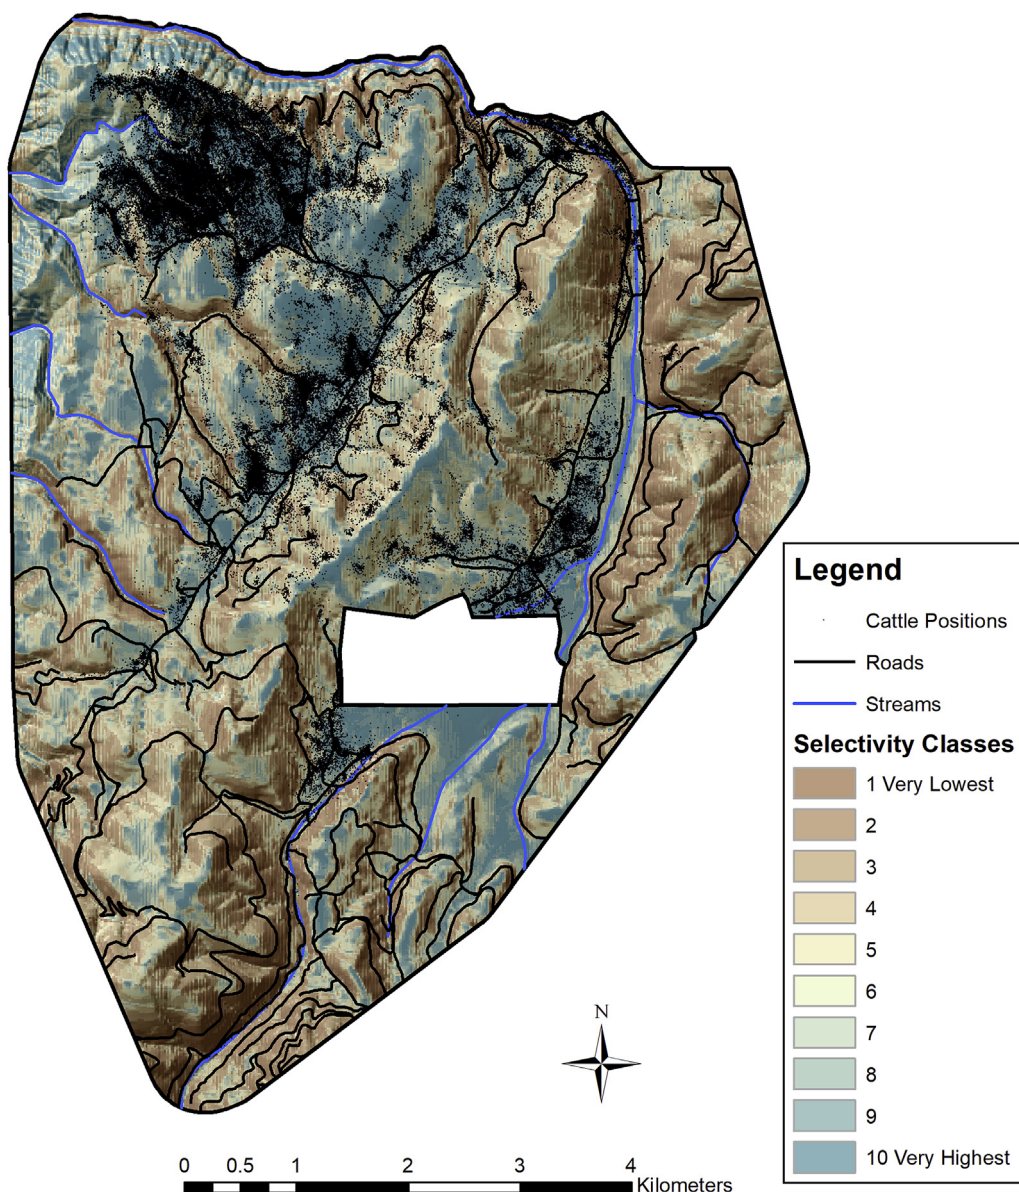 Legend
Cattle Positions
Roads
Streams
Selectivity Classes
1 Very Lowest
2
3
4
5
6
7
8
9
10 Very Highest
N
0 0.5 1 2 3 4
Kilometers